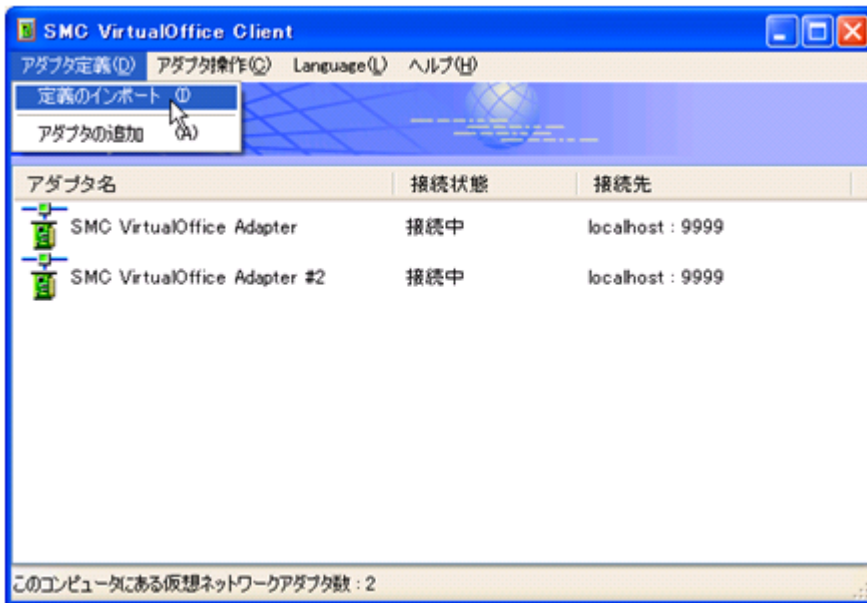 SMC VirtualOffice Client
アダプタ定義(D) アダプタ操作(C) Language(L) ヘルプ(H)
定義のインポート (I)
アダプタの追加 (A)
アダプタ名 接続状態 接続先
SMC VirtualOffice Adapter 接続中 localhost : 9999
SMC VirtualOffice Adapter #2 接続中 localhost : 9999
このコンピュータにある仮想ネットワークアダプタ数 : 2